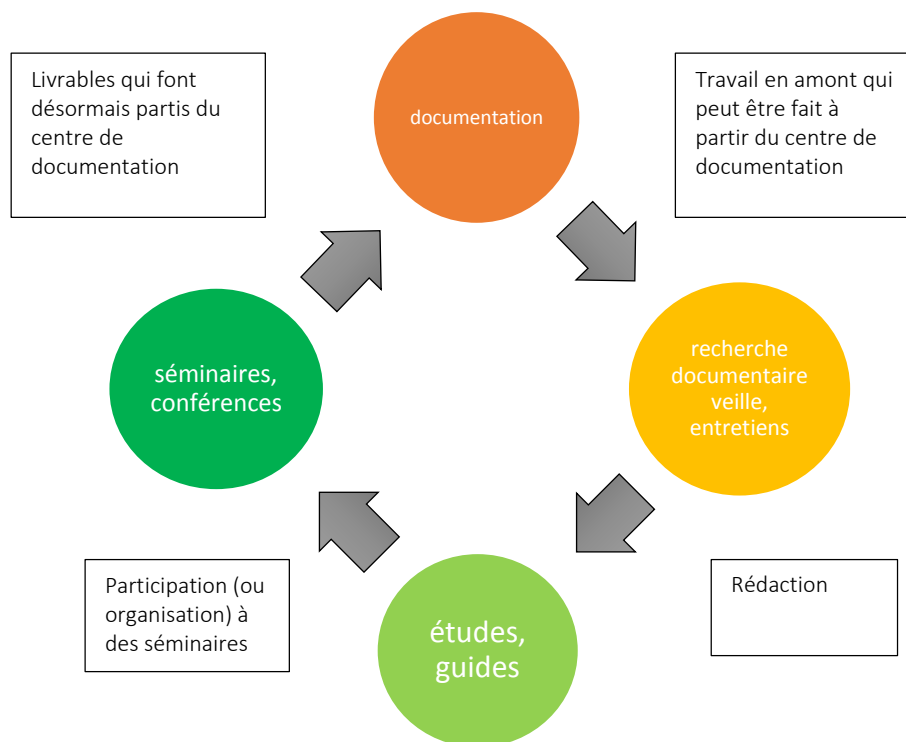 Livrables qui font
désormais partis du
centre de
documentation
documentation
Travail en amont qui
peut être fait à
partir du centre de
documentation
séminaires,
conférences
recherche
documentaire
veille,
entretiens
Participation (ou
organisation) à
des séminaires
études,
guides
Rédaction